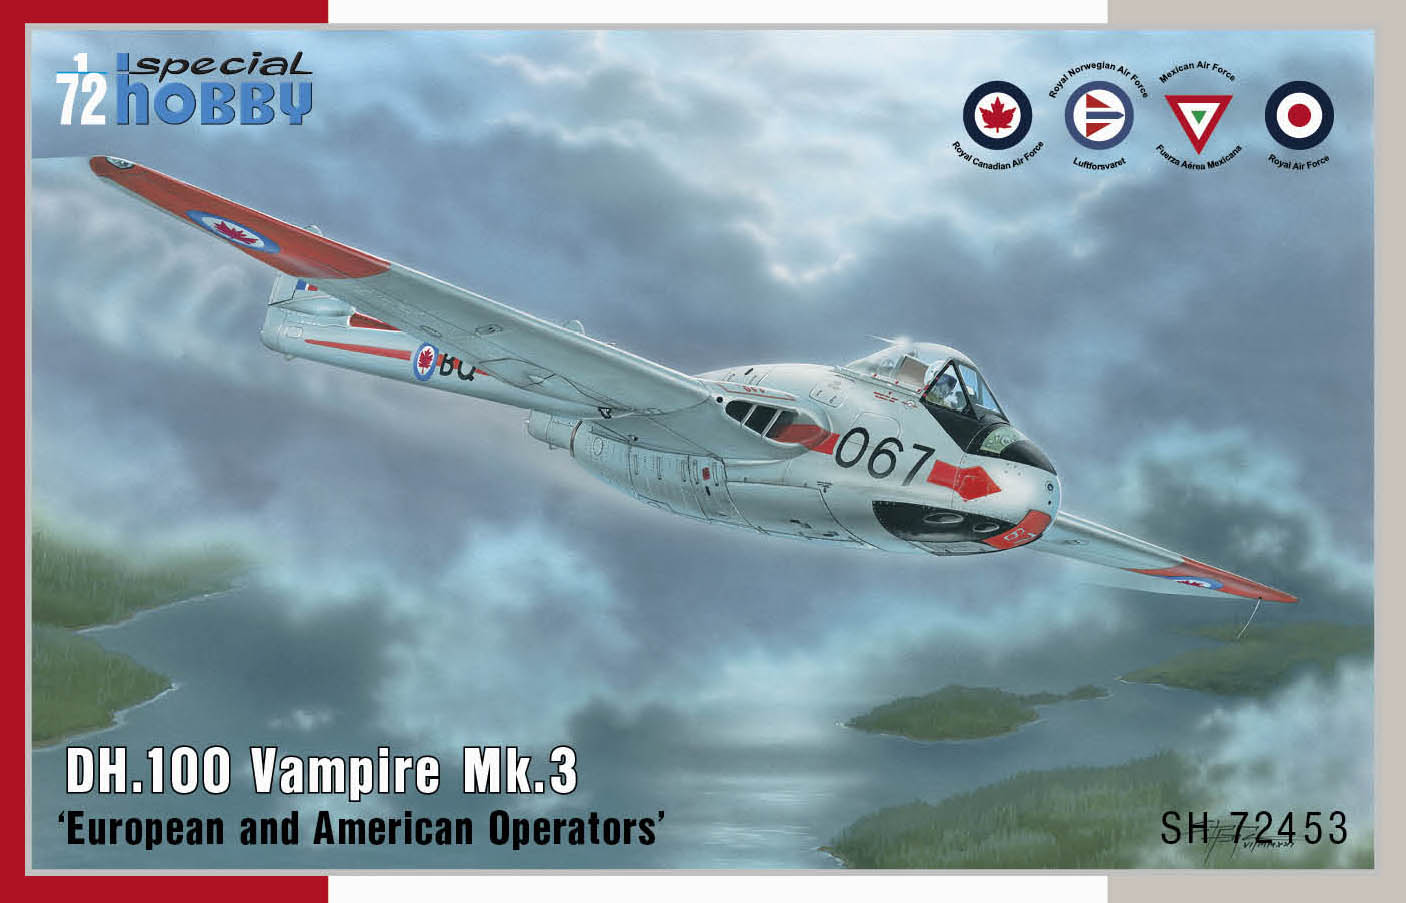 1
72
special
HOBBY
Royal Canadian Air Force
Royal Norwegian Air Force
Luftforsvaret
Mexican Air Force
Fuerza Aérea Mexicana
Royal Air Force
BQ
067
DH.100 Vampire Mk.3
‘European and American Operators’
SH 72453